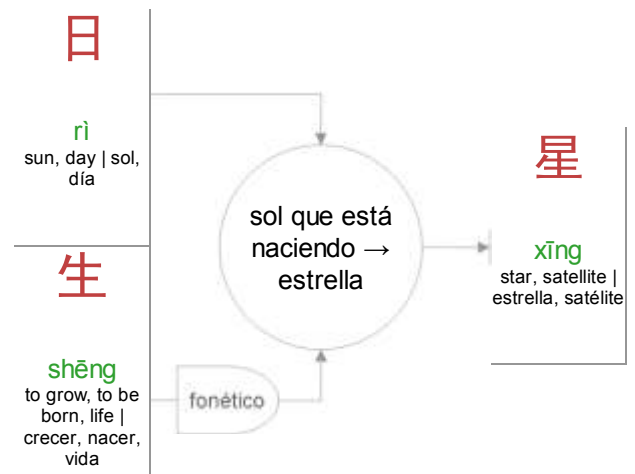 日
rì
sun, day | sol,
día
生
shēng
to grow, to be
born, life |
crecer, nacer,
vida
fonético
sol que está
naciendo →
estrella
星
xīng
star, satellite |
estrella, satélite